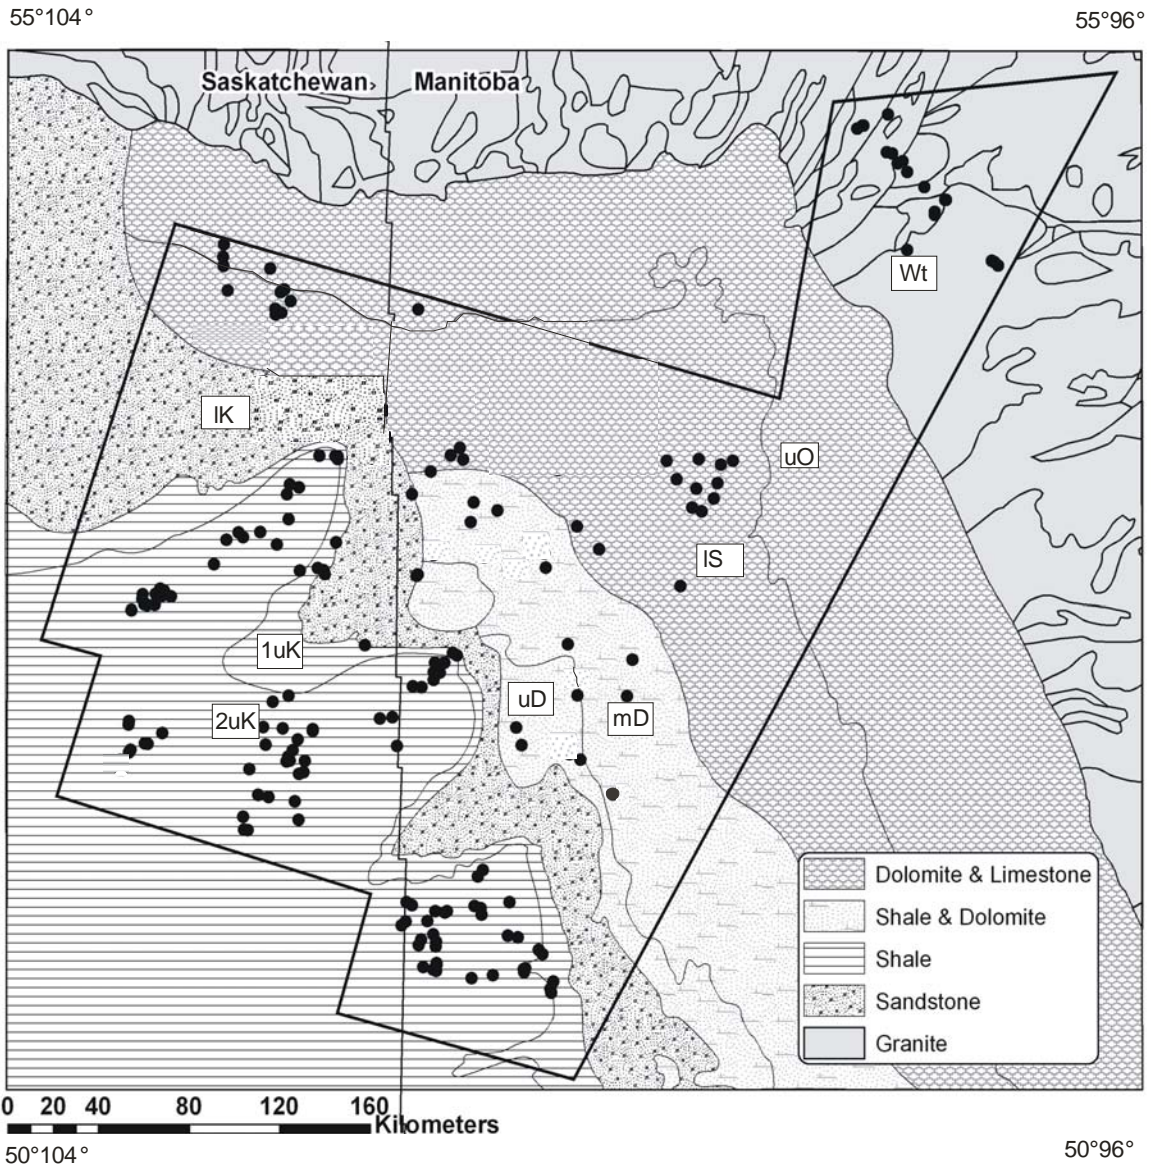 55°104° 55°96°
Saskatchewan Manitoba
Wt
lK
uO
lS
1uK
uD
mD
2uK
Dolomite & Limestone
Shale & Dolomite
Shale
Sandstone
Granite
0 20 40 80 120 160
Kilometers
50°104° 50°96°